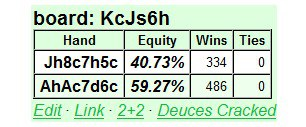 board: KcJs6h
Hand Equity Wins Ties
Jh8c7h5c 40.73% 334 0
AhAc7d6c 59.27% 486 0
Edit · Link · 2+2 · Deuces Cracked